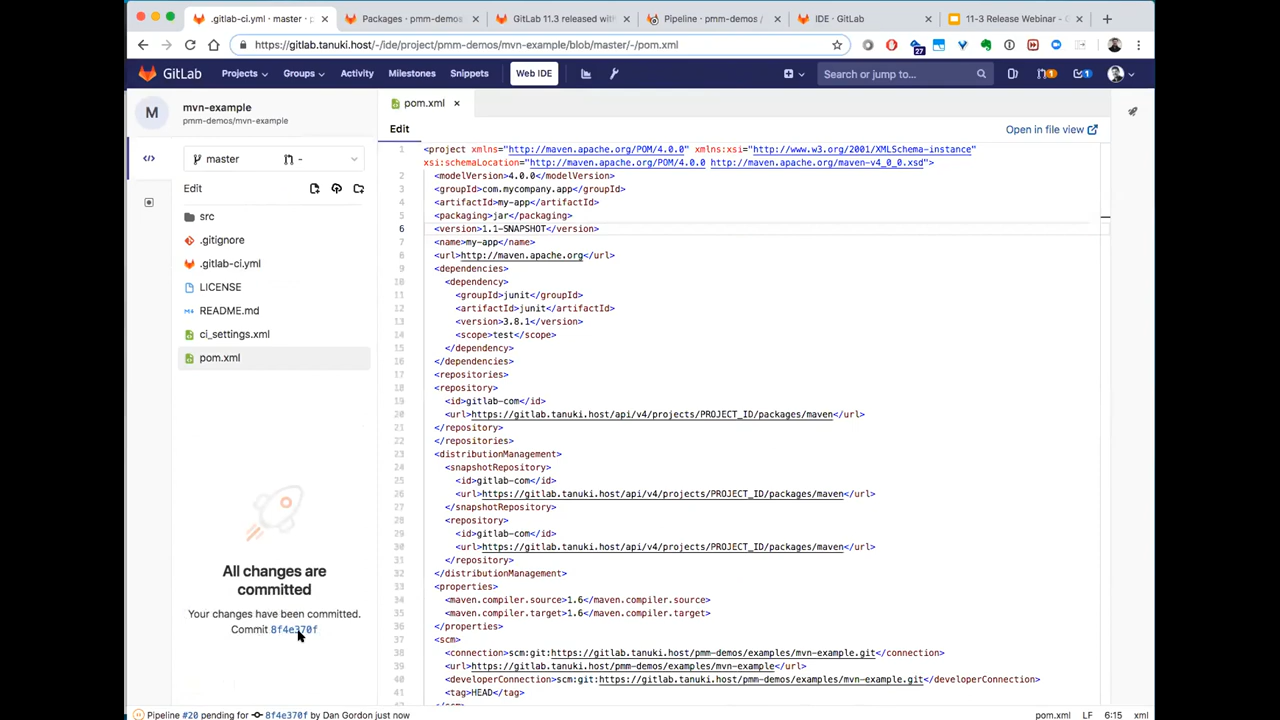 .gitlab-ci.yml · master · p
Packages · pmm-demos
GitLab 11.3 released with
Pipeline · pmm-demos /
IDE · GitLab
11-3 Release Webinar -
https://gitlab.tanuki.host/-/ide/project/pmm-demos/mvn-example/blob/master/-/pom.xml
27
GitLab
Projects
Groups
Activity
Milestones
Snippets
Web IDE
Search or jump to...
1
1
M
mvn-example
pmm-demos/mvn-example
pom.xml
Edit
Open in file view
master
-
Edit
src
.gitignore
.gitlab-ci.yml
LICENSE
README.md
ci_settings.xml
pom.xml
1 <project xmlns="http://maven.apache.org/POM/4.0.0" xmlns:xsi="http://www.w3.org/2001/XMLSchema-instance"
xsi:schemaLocation="http://maven.apache.org/POM/4.0.0 http://maven.apache.org/maven-v4_0_0.xsd">
2 <modelVersion>4.0.0</modelVersion>
3 <groupId>com.mycompany.app</groupId>
4 <artifactId>my-app</artifactId>
5 <packaging>jar</packaging>
6 <version>1.1-SNAPSHOT</version>
7 <name>my-app</name>
8 <url>http://maven.apache.org</url>
9 <dependencies>
10 <dependency>
11 <groupId>junit</groupId>
12 <artifactId>junit</artifactId>
13 <version>3.8.1</version>
14 <scope>test</scope>
15 </dependency>
16 </dependencies>
17 <repositories>
18 <repository>
19 <id>gitlab-com</id>
20 <url>https://gitlab.tanuki.host/api/v4/projects/PROJECT_ID/packages/maven</url>
21 </repository>
22 </repositories>
23 <distributionManagement>
24 <snapshotRepository>
25 <id>gitlab-com</id>
26 <url>https://gitlab.tanuki.host/api/v4/projects/PROJECT_ID/packages/maven</url>
27 </snapshotRepository>
28 <repository>
29 <id>gitlab-com</id>
30 <url>https://gitlab.tanuki.host/api/v4/projects/PROJECT_ID/packages/maven</url>
31 </repository>
32 </distributionManagement>
33 <properties>
34 <maven.compiler.source>1.6</maven.compiler.source>
35 <maven.compiler.target>1.6</maven.compiler.target>
36 </properties>
37 <scm>
38 <connection>scm:git:https://gitlab.tanuki.host/pmm-demos/examples/mvn-example.git</connection>
39 <url>https://gitlab.tanuki.host/pmm-demos/examples/mvn-example</url>
40 <developerConnection>scm:git:https://gitlab.tanuki.host/pmm-demos/examples/mvn-example.git</developerConnection>
41 <tag>HEAD</tag>
All changes are
committed
Your changes have been committed.
Commit 8f4e370f
Pipeline #20 pending for 8f4e370f by Dan Gordon just now
pom.xml LF 6:15 xml